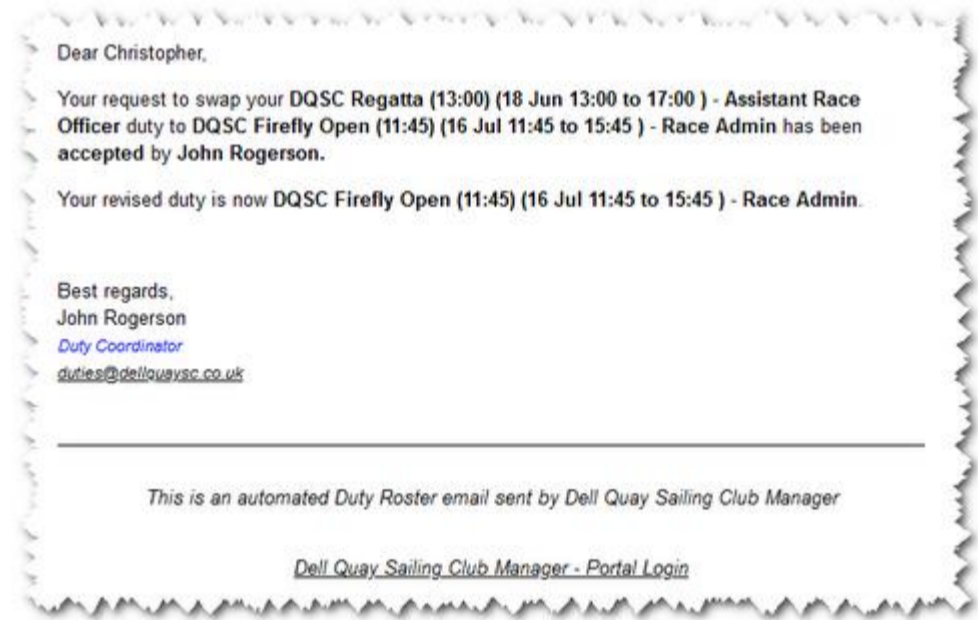 Dear Christopher,
Your request to swap your DQSC Regatta (13:00) (18 Jun 13:00 to 17:00 ) - Assistant Race
Officer duty to DQSC Firefly Open (11:45) (16 Jul 11:45 to 15:45 ) - Race Admin has been
accepted by John Rogerson.
Your revised duty is now DQSC Firefly Open (11:45) (16 Jul 11:45 to 15:45 ) - Race Admin.
Best regards,
John Rogerson
Duty Coordinator
duties@dellquaysc.co.uk
This is an automated Duty Roster email sent by Dell Quay Sailing Club Manager
Dell Quay Sailing Club Manager - Portal Login